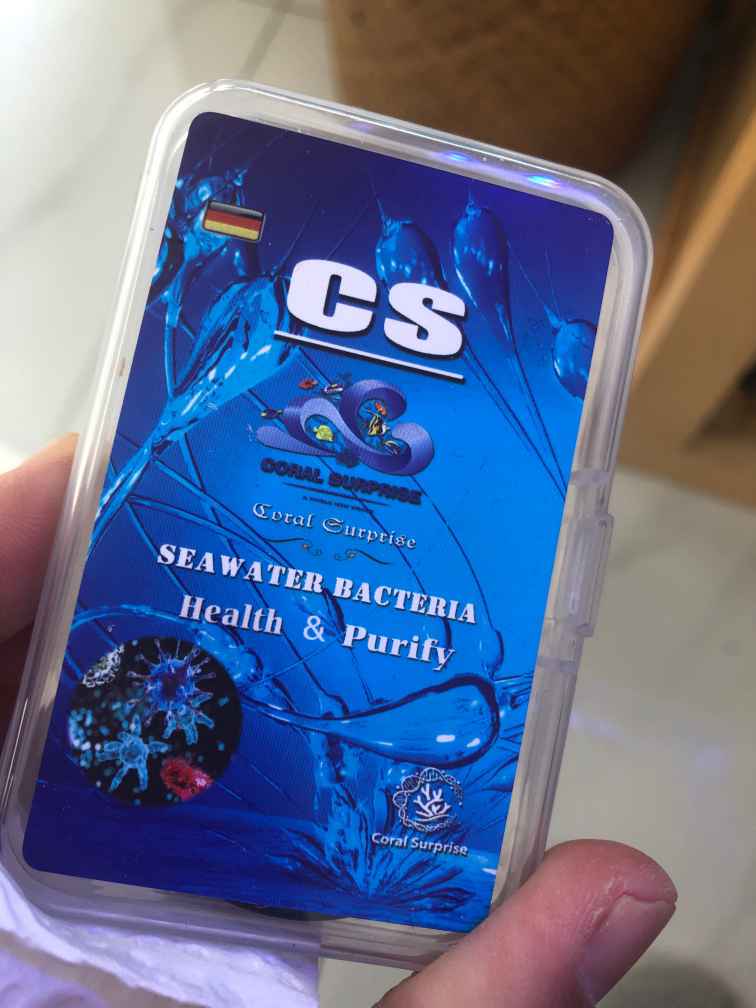 CS
CORAL SURPRISE
Coral Surprise
SEAWATER BACTERIA
Health & Purify
Coral Surprise